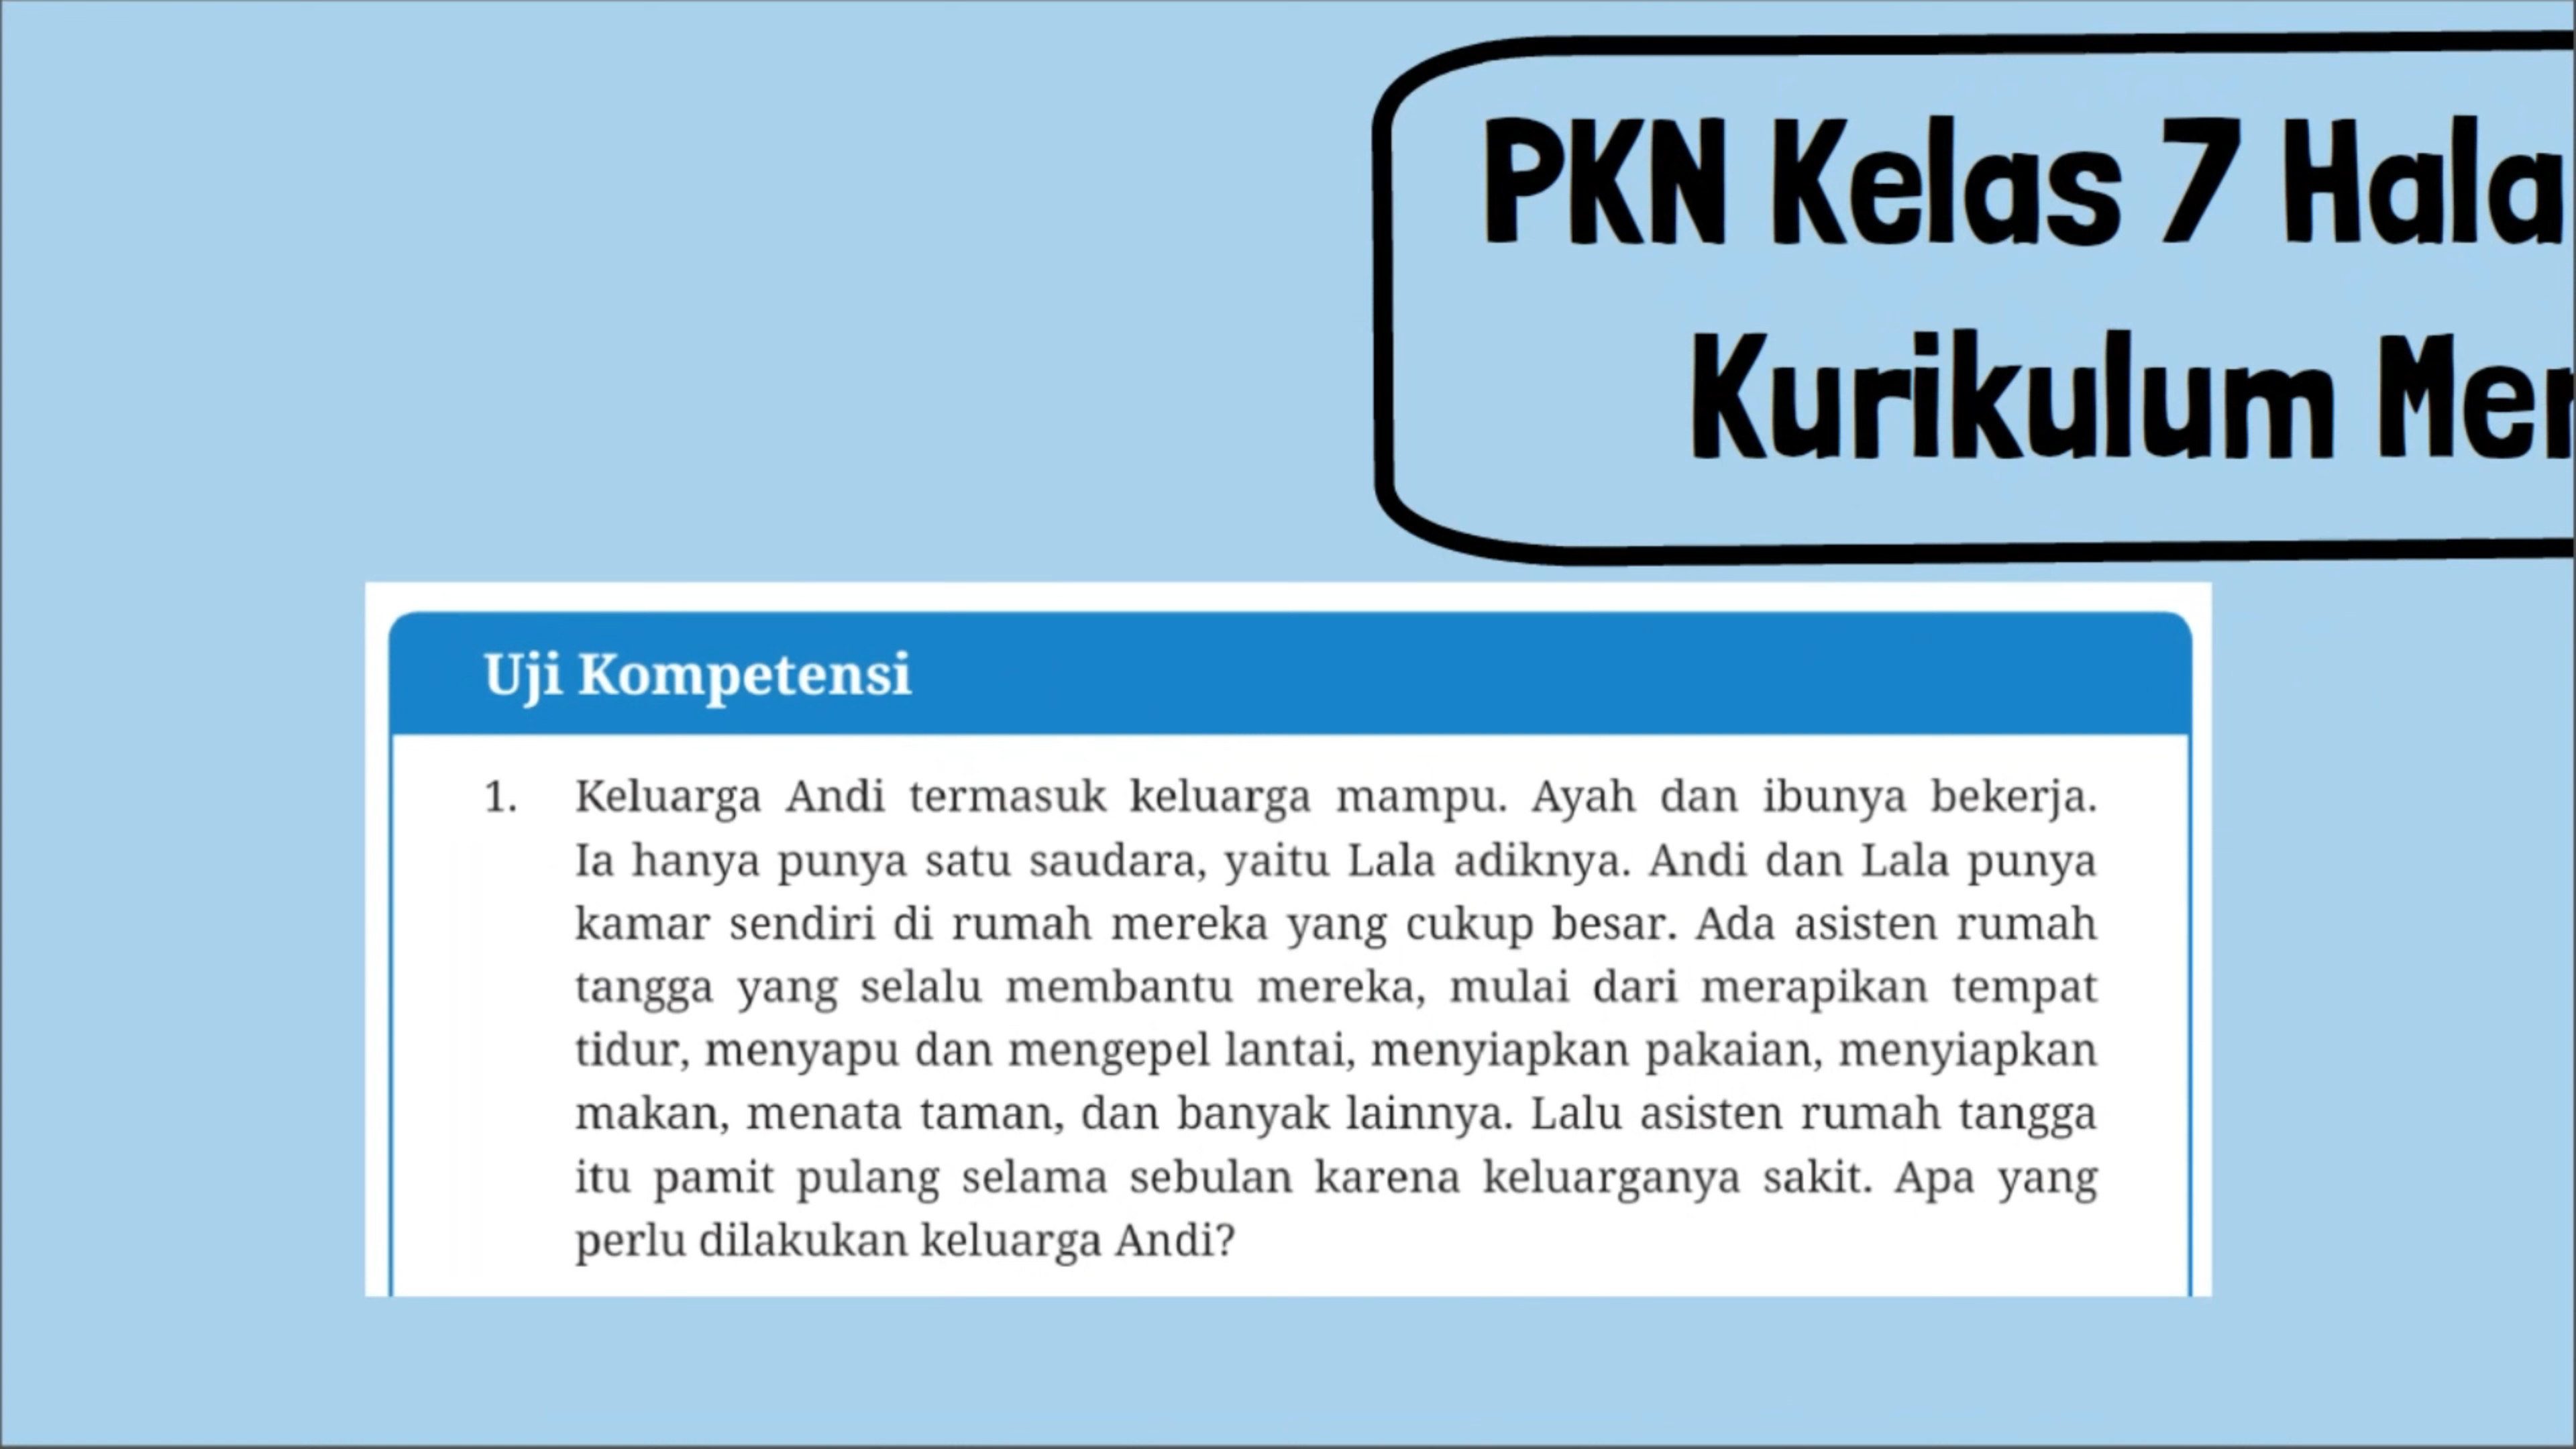 PKN Kelas 7 Hala
Kurikulum Mer
Uji Kompetensi
1. Keluarga Andi termasuk keluarga mampu. Ayah dan ibunya bekerja.
Ia hanya punya satu saudara, yaitu Lala adiknya. Andi dan Lala punya
kamar sendiri di rumah mereka yang cukup besar. Ada asisten rumah
tangga yang selalu membantu mereka, mulai dari merapikan tempat
tidur, menyapu dan mengepel lantai, menyiapkan pakaian, menyiapkan
makan, menata taman, dan banyak lainnya. Lalu asisten rumah tangga
itu pamit pulang selama sebulan karena keluarganya sakit. Apa yang
perlu dilakukan keluarga Andi?